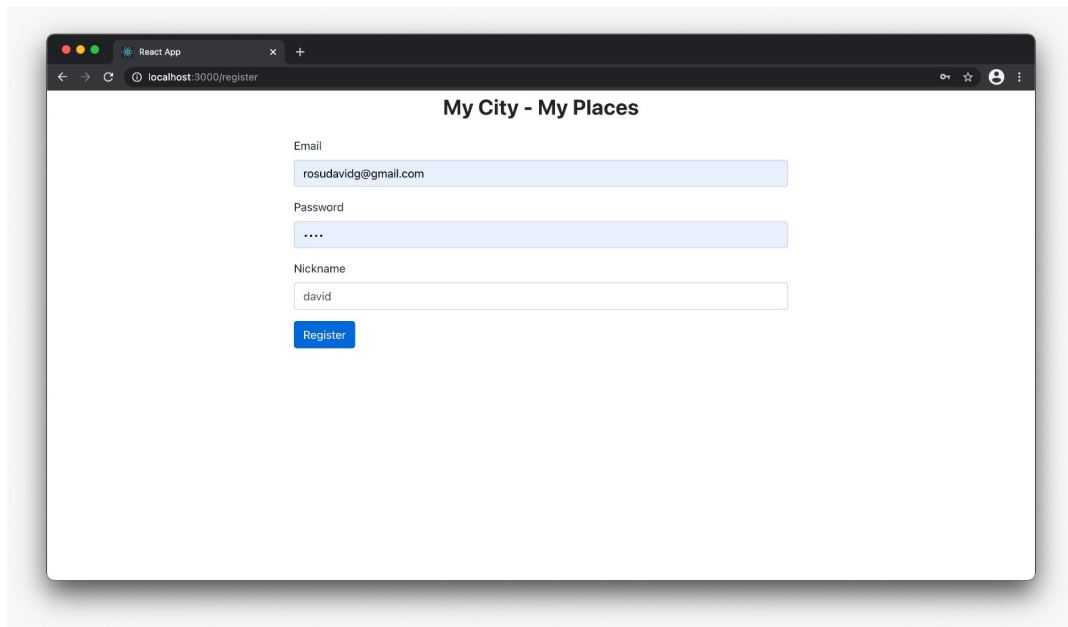 React App
localhost:3000/register
My City - My Places
Email
rosudavidg@gmail.com
Password
••••
Nickname
david
Register